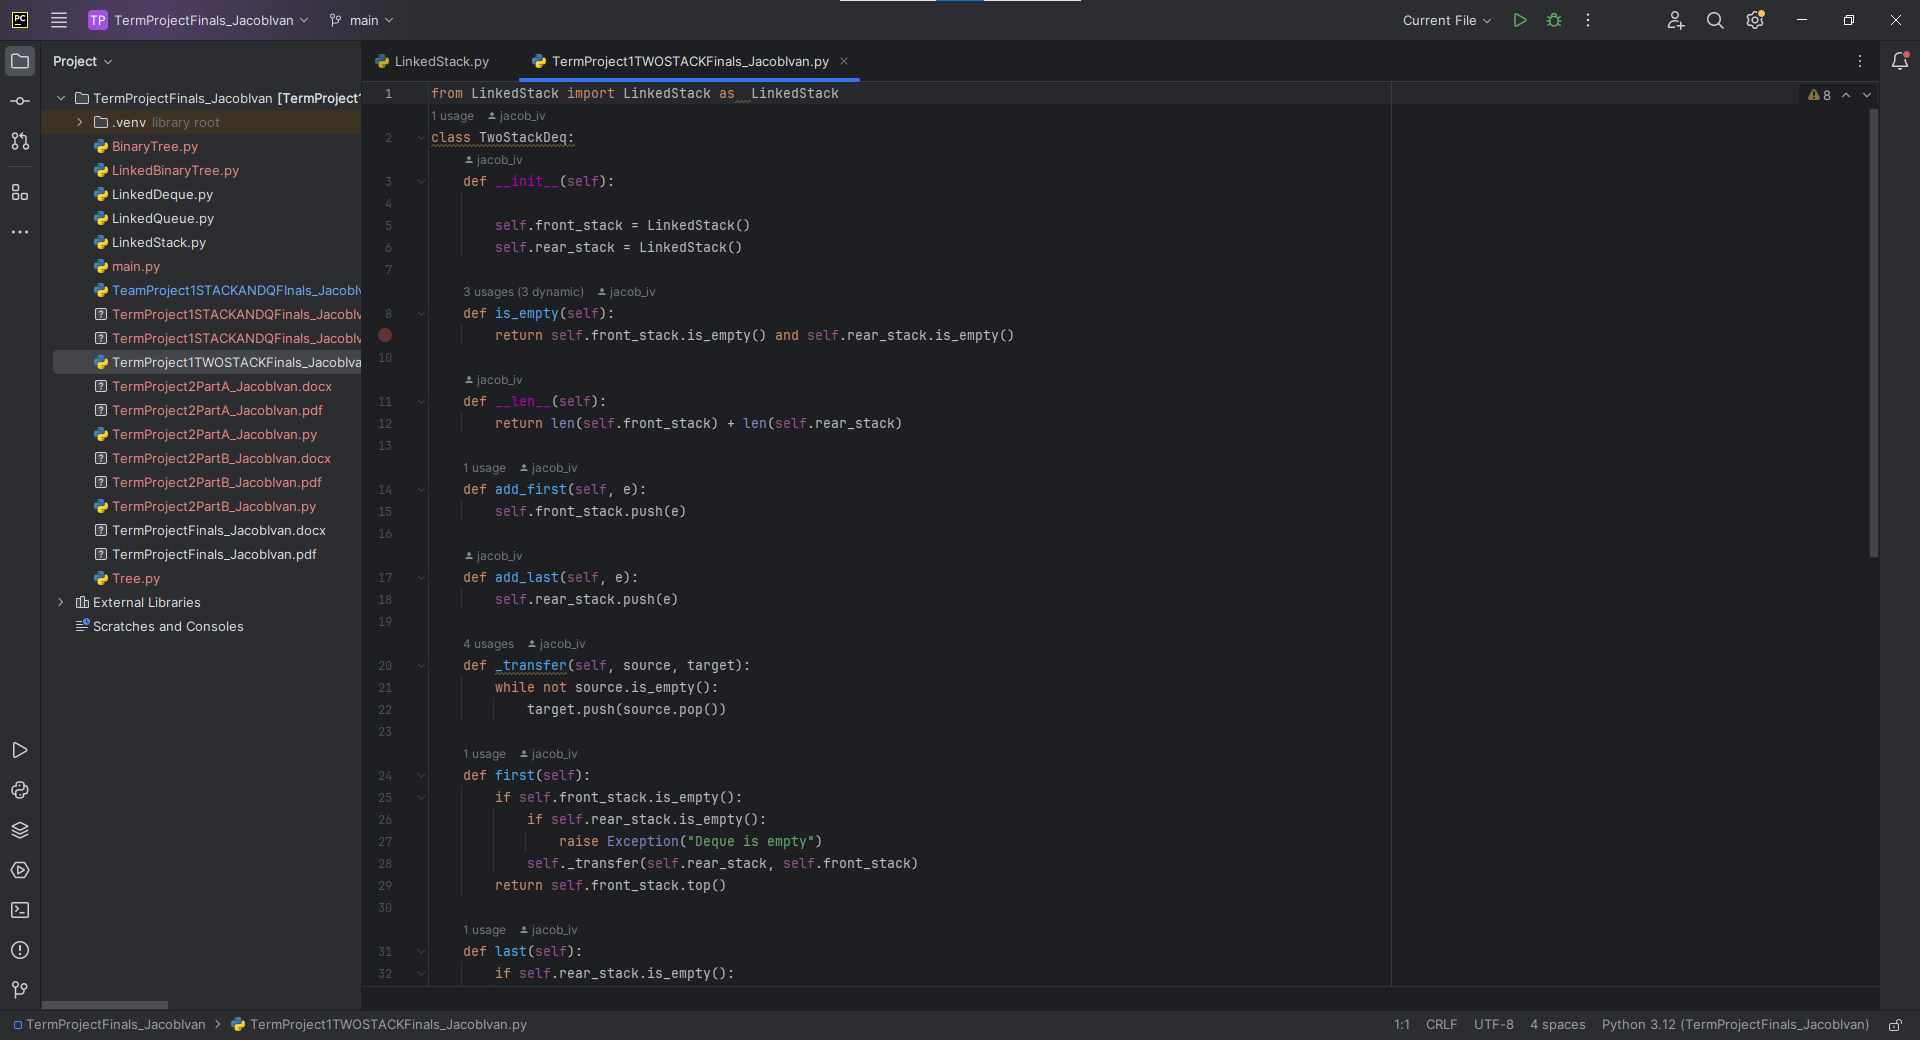 PC TP TermProjectFinals_JacobIvan main Current File
Project
LinkedStack.py TermProject1TWOSTACKFinals_JacobIvan.py
TermProjectFinals_JacobIvan [TermProject1
.venv library root
BinaryTree.py
LinkedBinaryTree.py
LinkedDeque.py
LinkedQueue.py
LinkedStack.py
main.py
TeamProject1STACKANDQFInals_JacobIv
TermProject1STACKANDQFinals_JacobIv
TermProject1STACKANDQFinals_JacobIv
TermProject1TWOSTACKFinals_JacobIva
TermProject2PartA_JacobIvan.docx
TermProject2PartA_JacobIvan.pdf
TermProject2PartA_JacobIvan.py
TermProject2PartB_JacobIvan.docx
TermProject2PartB_JacobIvan.pdf
TermProject2PartB_JacobIvan.py
TermProjectFinals_JacobIvan.docx
TermProjectFinals_JacobIvan.pdf
Tree.py
External Libraries
Scratches and Consoles
1 from LinkedStack import LinkedStack as  LinkedStack 8
1 usage jacob_iv
2 class TwoStackDeq:
jacob_iv
3 def __init__(self):
4
5 self.front_stack = LinkedStack()
6 self.rear_stack = LinkedStack()
7
3 usages (3 dynamic) jacob_iv
8 def is_empty(self):
return self.front_stack.is_empty() and self.rear_stack.is_empty()
10
jacob_iv
11 def __len__(self):
12 return len(self.front_stack) + len(self.rear_stack)
13
1 usage jacob_iv
14 def add_first(self, e):
15 self.front_stack.push(e)
16
jacob_iv
17 def add_last(self, e):
18 self.rear_stack.push(e)
19
4 usages jacob_iv
20 def _transfer(self, source, target):
21 while not source.is_empty():
22 target.push(source.pop())
23
1 usage jacob_iv
24 def first(self):
25 if self.front_stack.is_empty():
26 if self.rear_stack.is_empty():
27 raise Exception("Deque is empty")
28 self._transfer(self.rear_stack, self.front_stack)
29 return self.front_stack.top()
30
1 usage jacob_iv
31 def last(self):
32 if self.rear_stack.is_empty():
TermProjectFinals_JacobIvan TermProject1TWOSTACKFinals_JacobIvan.py 1:1 CRLF UTF-8 4 spaces Python 3.12 (TermProjectFinals_JacobIvan)